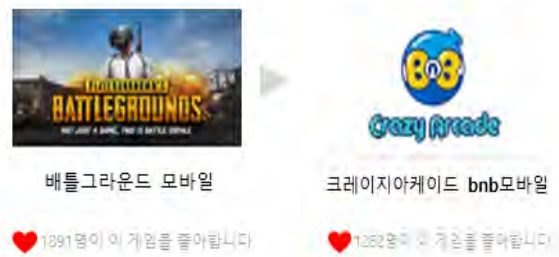 PLAYERUNKNOWN'S
BATTLEGROUNDS
NOT JUST A GAME. THIS IS BATTLE ROYALE.
BnB
Crazy Arcade
배틀그라운드 모바일
크레이지아케이드 bnb모바일
1891명이 이 게임를 좋아합니다
1282명이 이 게임를 좋아합니다